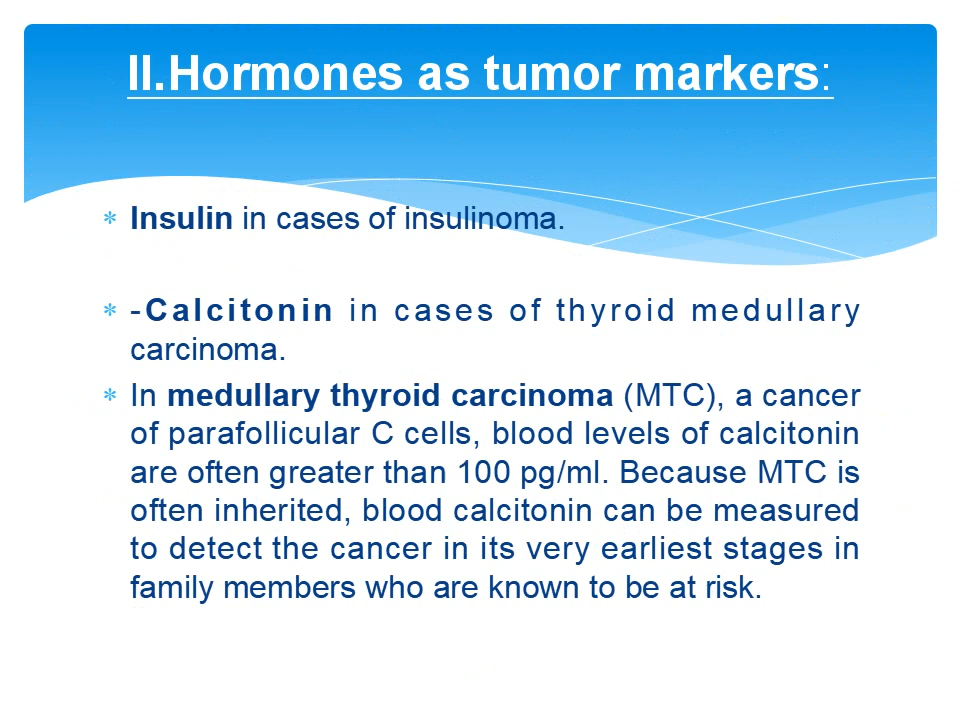 II.Hormones as tumor markers:
* Insulin in cases of insulinoma.
* -Calcitonin in cases of thyroid medullary
carcinoma.
* In medullary thyroid carcinoma (MTC), a cancer
of parafollicular C cells, blood levels of calcitonin
are often greater than 100 pg/ml. Because MTC is
often inherited, blood calcitonin can be measured
to detect the cancer in its very earliest stages in
family members who are known to be at risk.